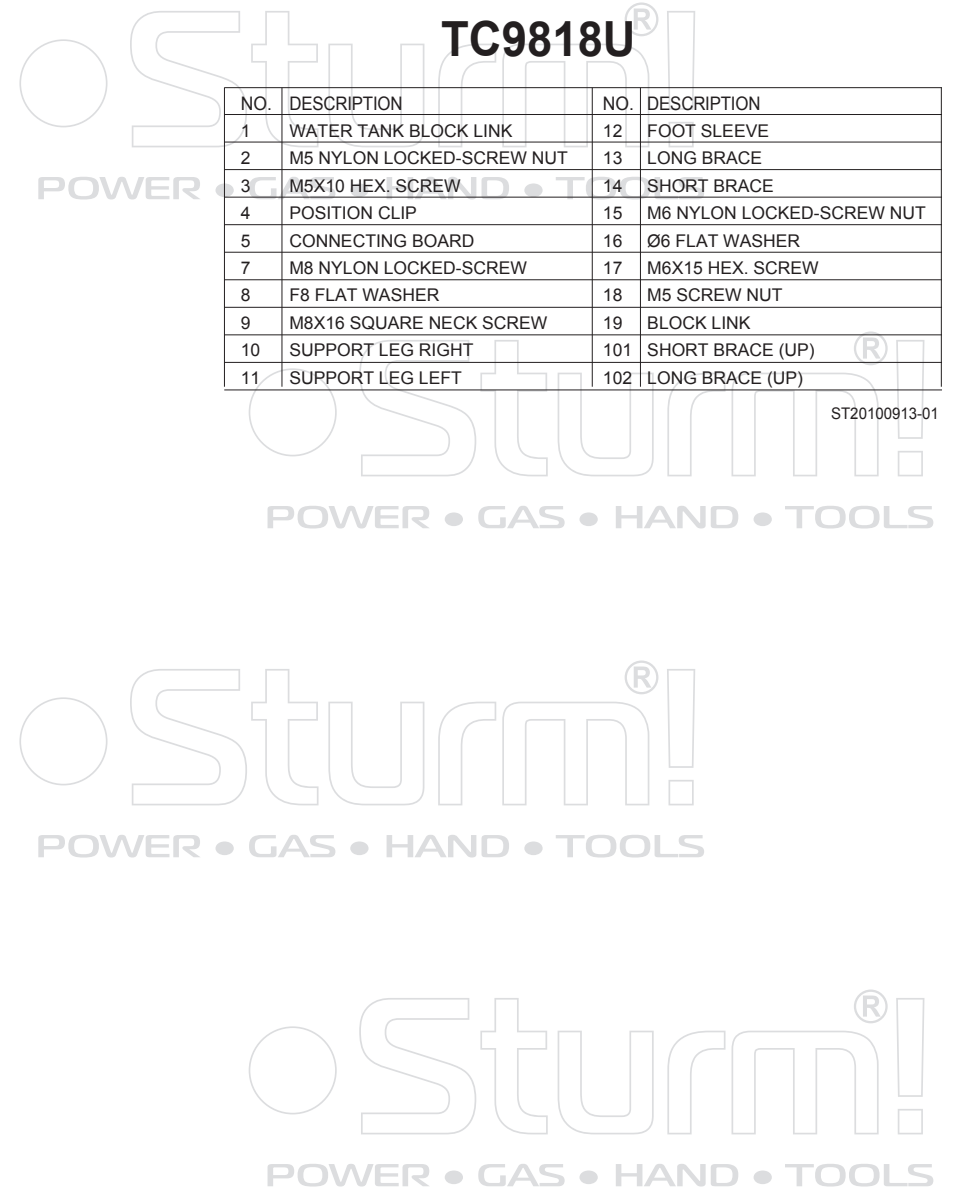 TC9818U
NO. DESCRIPTION NO. DESCRIPTION
1 WATER TANK BLOCK LINK 12 FOOT SLEEVE
2 M5 NYLON LOCKED-SCREW NUT 13 LONG BRACE
3 M5X10 HEX. SCREW 14 SHORT BRACE
4 POSITION CLIP 15 M6 NYLON LOCKED-SCREW NUT
5 CONNECTING BOARD 16 Ø6 FLAT WASHER
7 M8 NYLON LOCKED-SCREW 17 M6X15 HEX. SCREW
8 F8 FLAT WASHER 18 M5 SCREW NUT
9 M8X16 SQUARE NECK SCREW 19 BLOCK LINK
10 SUPPORT LEG RIGHT 101 SHORT BRACE (UP)
11 SUPPORT LEG LEFT 102 LONG BRACE (UP)
ST20100913-01
Sturm!®
POWER • GAS • HAND • TOOLS
Sturm!®
POWER • GAS • HAND • TOOLS
Sturm!®
POWER • GAS • HAND • TOOLS
Sturm!®
POWER • GAS • HAND • TOOLS